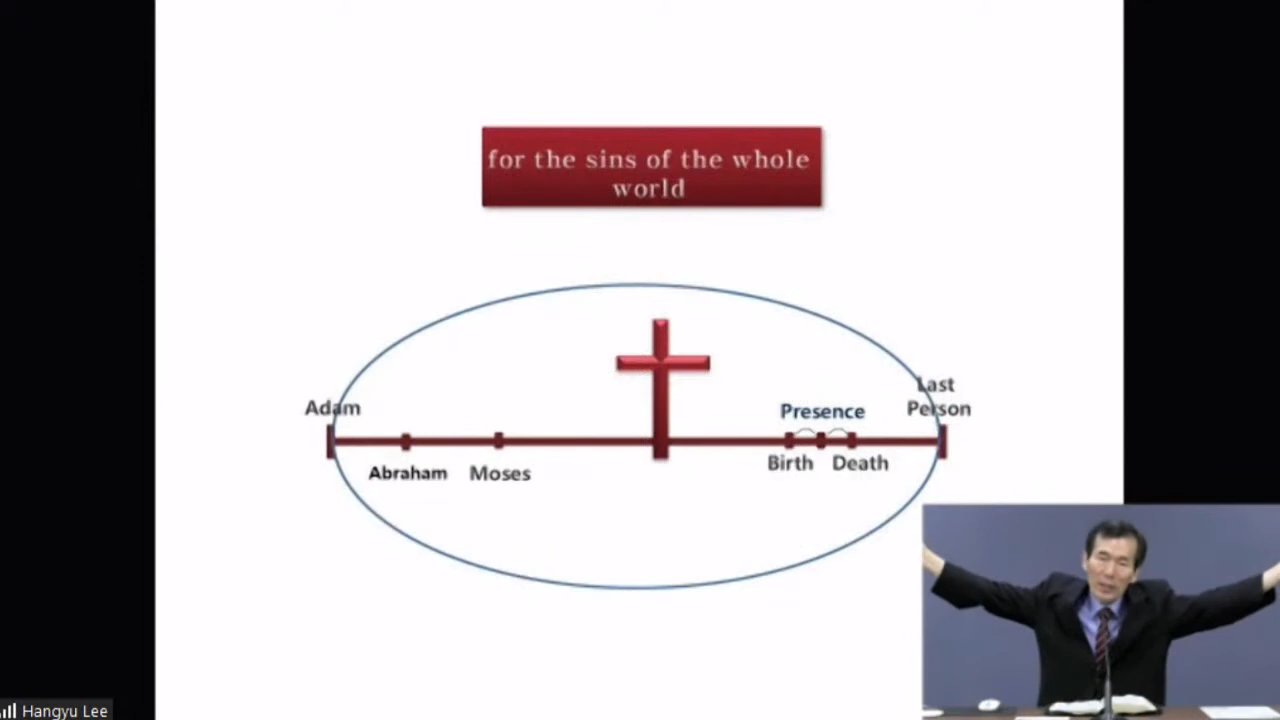 for the sins of the whole
world
Last
Adam
Presence
Person
Abraham
Moses
Birth
Death
Hangyu Lee